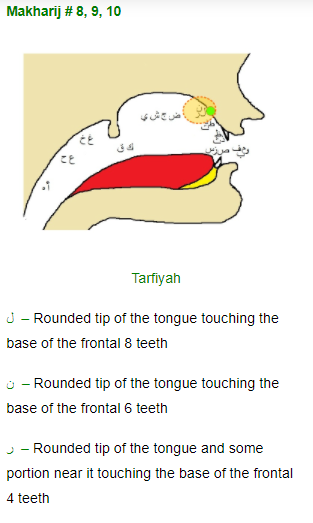 Makharij # 8, 9, 10
ض ج ش ي
غ خ
ع ح
ك ق
Tarfiyah
ل – Rounded tip of the tongue touching the
base of the frontal 8 teeth
ن – Rounded tip of the tongue touching the
base of the frontal 6 teeth
ر – Rounded tip of the tongue and some
portion near it touching the base of the frontal
4 teeth